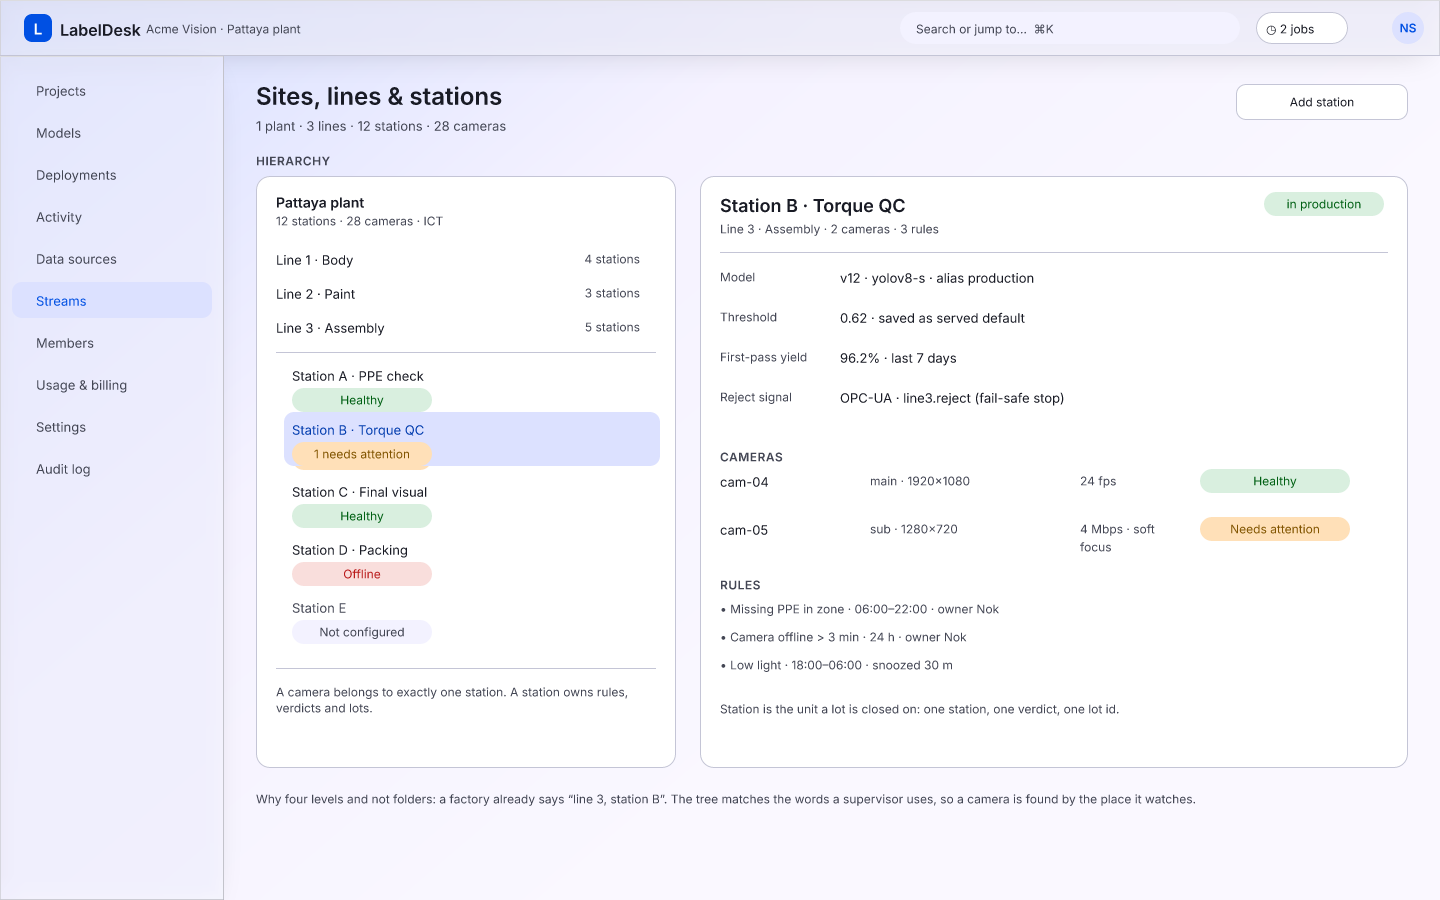 L LabelDesk Acme Vision · Pattaya plant
Search or jump to... ⌘K
◷ 2 jobs
NS
Projects
Models
Deployments
Activity
Data sources
Streams
Members
Usage & billing
Settings
Audit log
Sites, lines & stations
1 plant · 3 lines · 12 stations · 28 cameras
Add station
HIERARCHY
Pattaya plant
12 stations · 28 cameras · ICT
Line 1 · Body 4 stations
Line 2 · Paint 3 stations
Line 3 · Assembly 5 stations
Station A · PPE check
Healthy
Station B · Torque QC
1 needs attention
Station C · Final visual
Healthy
Station D · Packing
Offline
Station E
Not configured
A camera belongs to exactly one station. A station owns rules,
verdicts and lots.
Station B · Torque QC
in production
Line 3 · Assembly · 2 cameras · 3 rules
Model v12 · yolov8-s · alias production
Threshold 0.62 · saved as served default
First-pass yield 96.2% · last 7 days
Reject signal OPC-UA · line3.reject (fail-safe stop)
CAMERAS
cam-04 main · 1920×1080 24 fps Healthy
cam-05 sub · 1280×720 4 Mbps · soft Needs attention
focus
RULES
• Missing PPE in zone · 06:00–22:00 · owner Nok
• Camera offline > 3 min · 24 h · owner Nok
• Low light · 18:00–06:00 · snoozed 30 m
Station is the unit a lot is closed on: one station, one verdict, one lot id.
Why four levels and not folders: a factory already says “line 3, station B”. The tree matches the words a supervisor uses, so a camera is found by the place it watches.